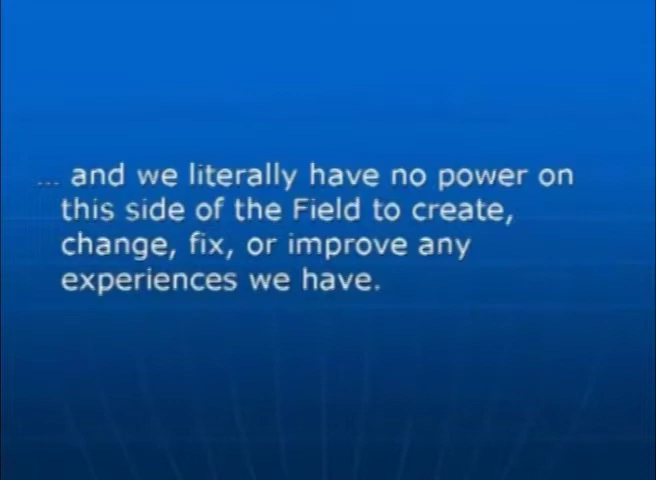 ... and we literally have no power on
this side of the Field to create,
change, fix, or improve any
experiences we have.